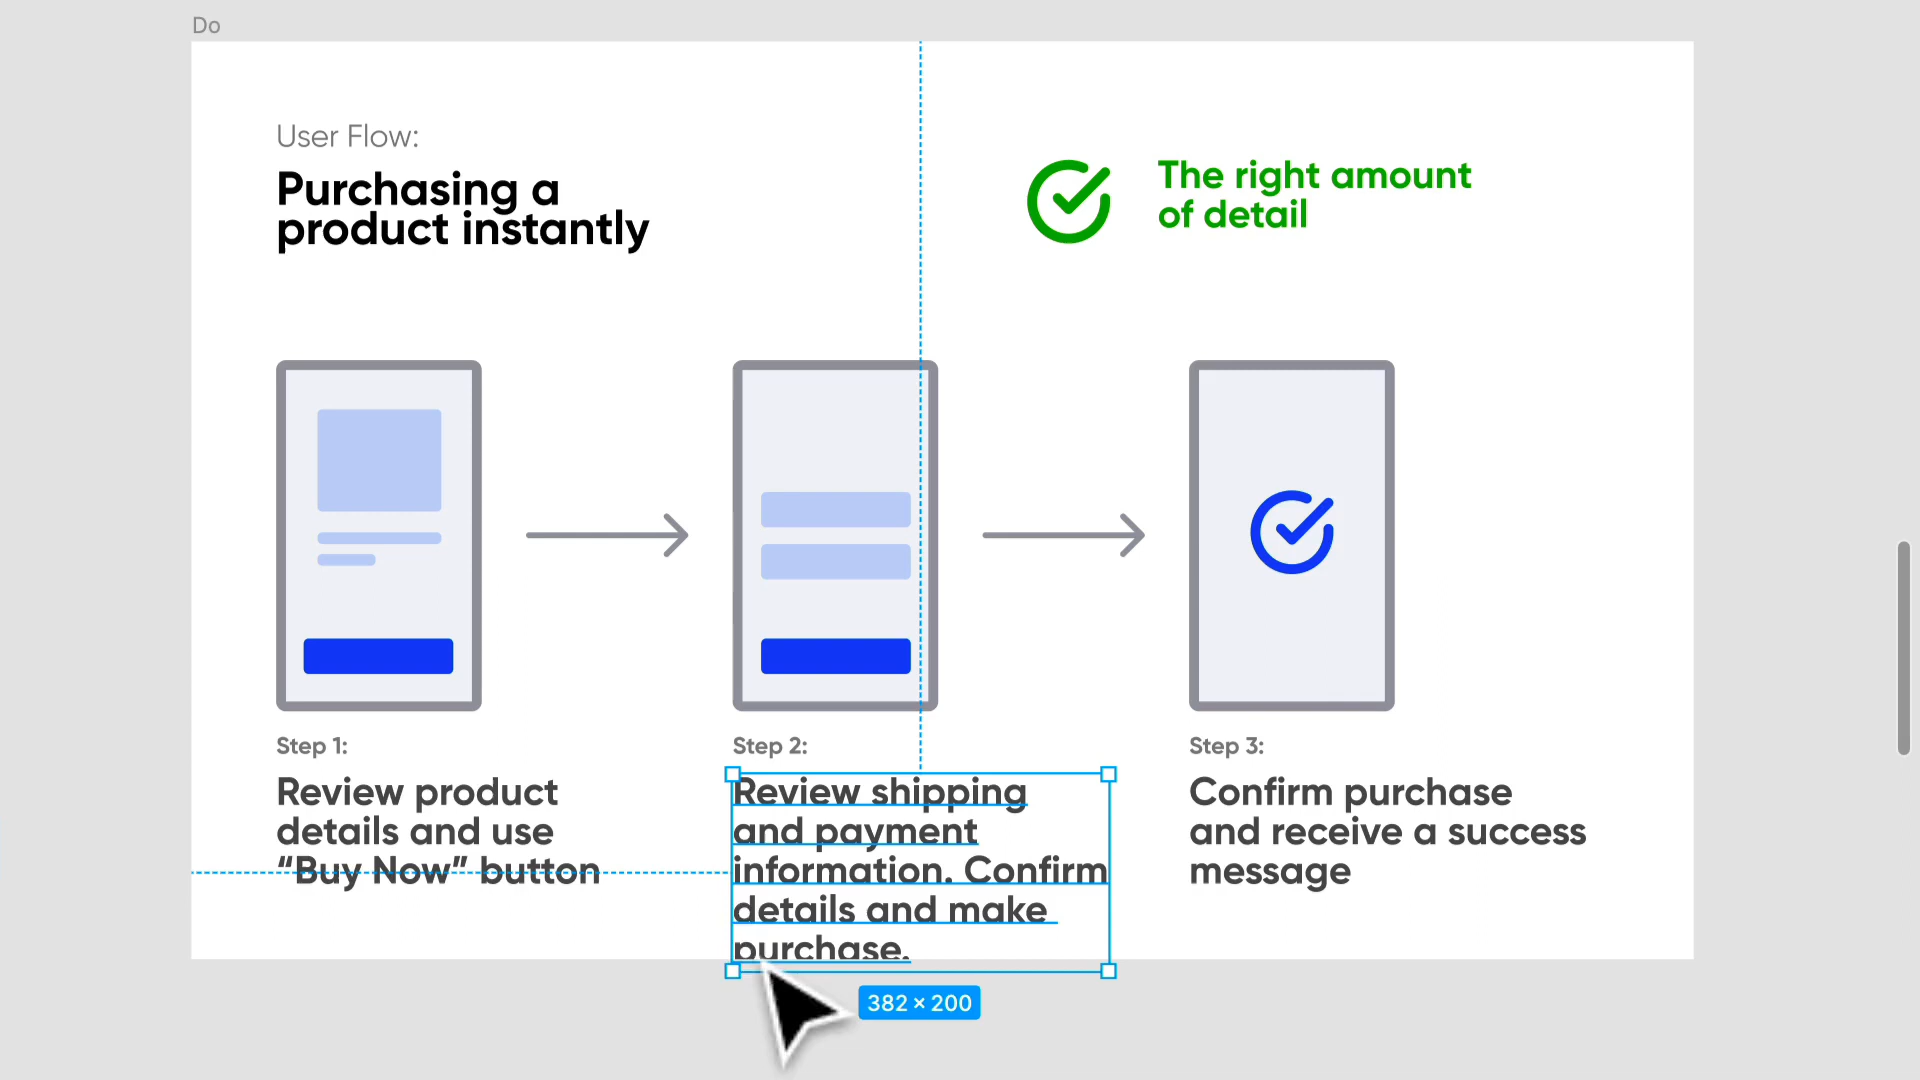 Do
User Flow:
Purchasing a
product instantly
The right amount
of detail
Step 1:
Review product
details and use
“Buy Now” button
Step 2:
Review shipping
and payment
information. Confirm
details and make
purchase.
Step 3:
Confirm purchase
and receive a success
message
382 × 200